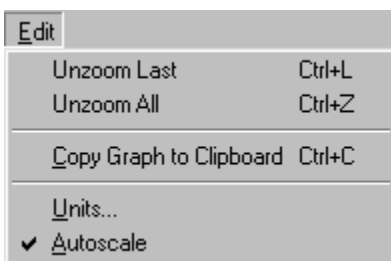 Edit
Unzoom Last Ctrl+L
Unzoom All Ctrl+Z
Copy Graph to Clipboard Ctrl+C
Units...
Autoscale